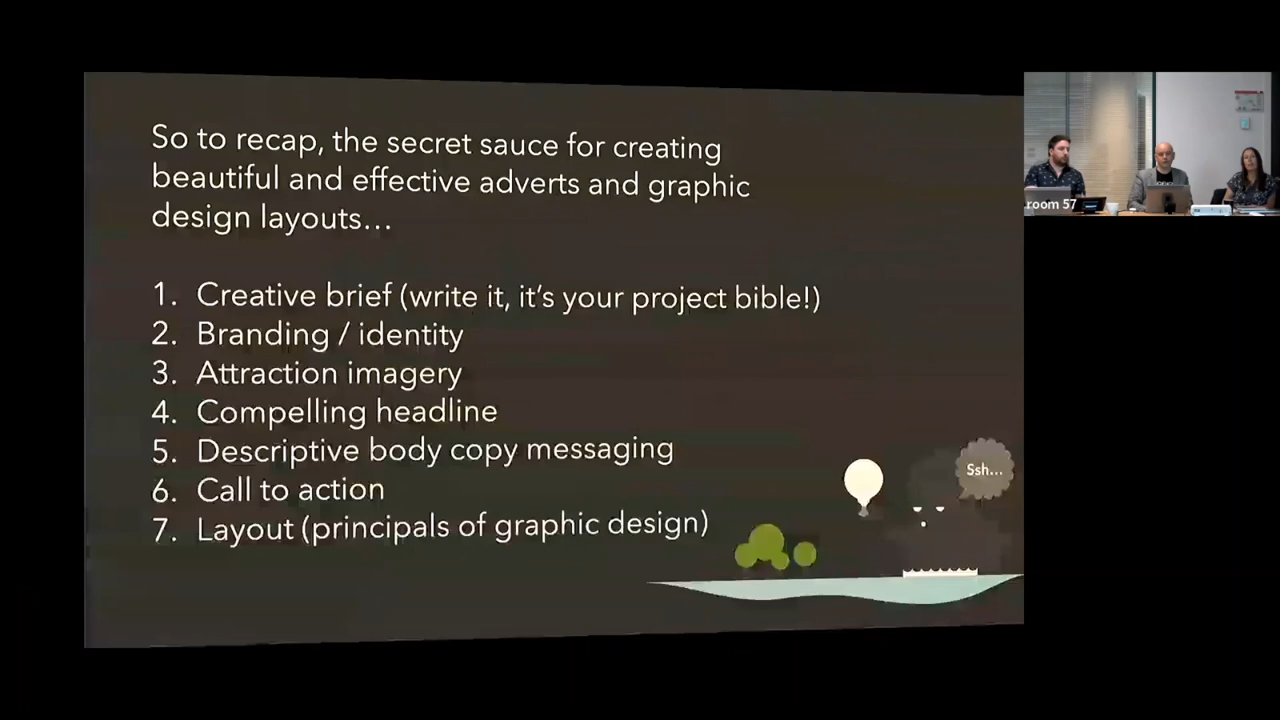 So to recap, the secret sauce for creating
beautiful and effective adverts and graphic
design layouts...
1. Creative brief (write it, it's your project bible!)
2. Branding / identity
3. Attraction imagery
4. Compelling headline
5. Descriptive body copy messaging
6. Call to action
7. Layout (principals of graphic design)
Ssh...
room 57